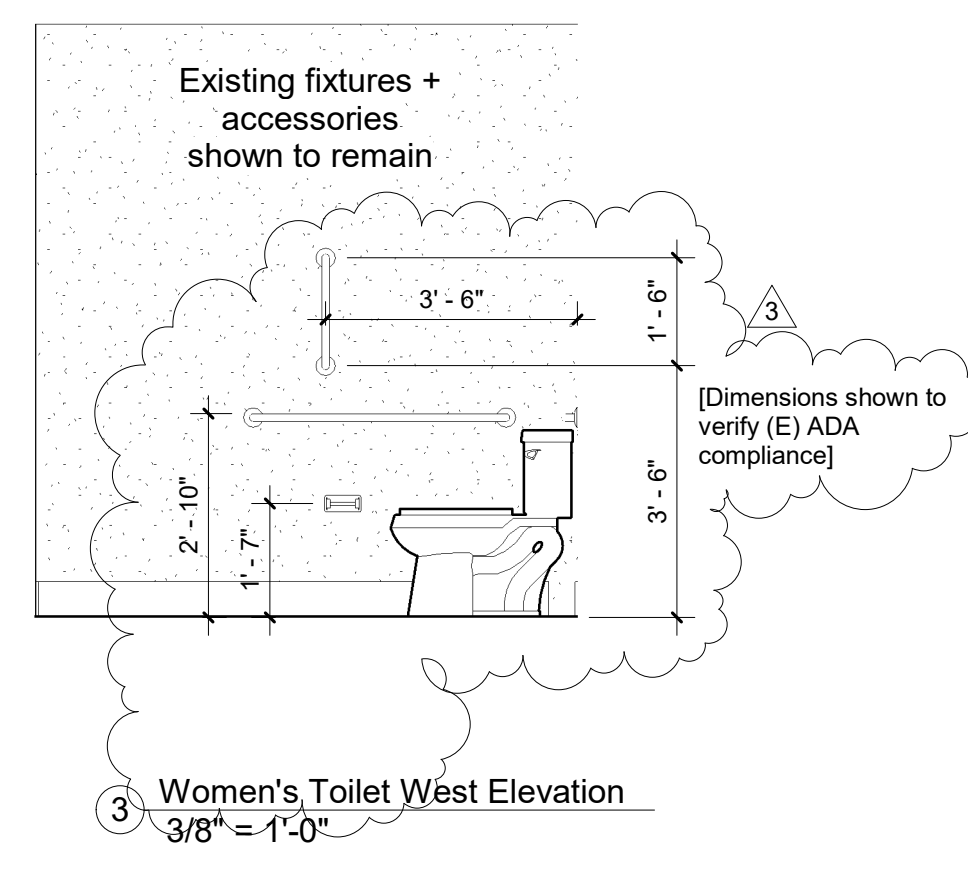 Existing fixtures +
accessories
shown to remain
3' - 6"
1' - 6"
3
[Dimensions shown to
verify (E) ADA
compliance]
2' - 10"
1' - 7"
3' - 6"
3
Women's Toilet West Elevation
3/8" = 1'-0"